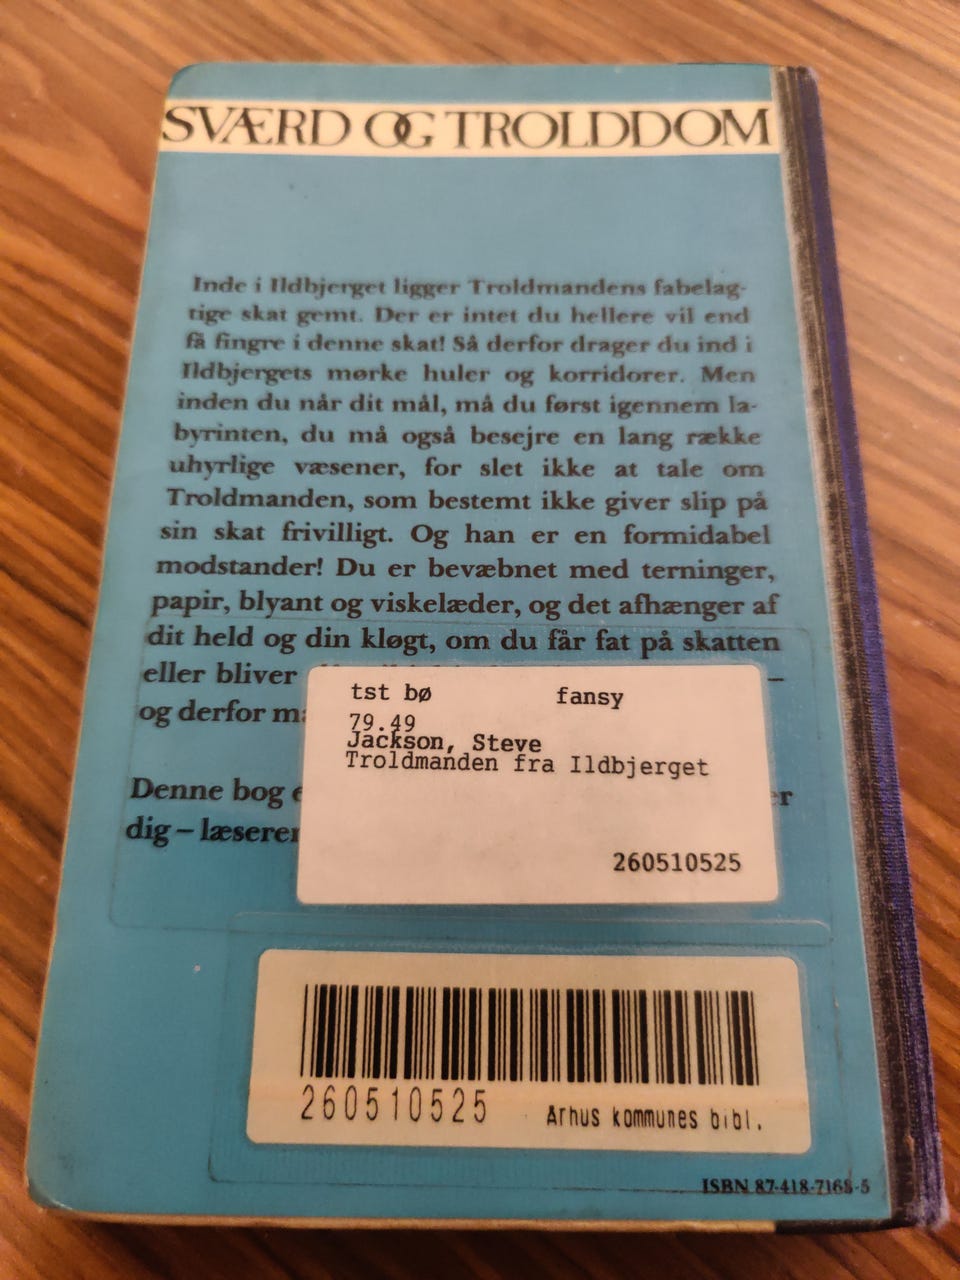 SVÆRD OG TROLDDOM
Inde i Ildbjerget ligger Troldmandens fabelag-
tige skat gemt. Der er intet du hellere vil end
få fingre i denne skat! Så derfor drager du ind i
Ildbjergets mørke huler og korridorer. Men
inden du når dit mål, må du først igennem la-
byrinten, du må også besejre en lang række
uhyrlige væsener, for slet ikke at tale om
Troldmanden, som bestemt ikke giver slip på
sin skat frivilligt. Og han er en formidabel
modstander! Du er bevæbnet med terninger,
papir, blyant og viskelæder, og det afhænger af
dit held og din kløgt, om du får fat på skatten
eller bliver –
og derfor
Denne bog
dig – læseren
tst bø fansy
79.49
Jackson, Steve
Troldmanden fra Ildbjerget
260510525
260510525 Arhus kommunes bibl.
ISBN 87-418-7168-5